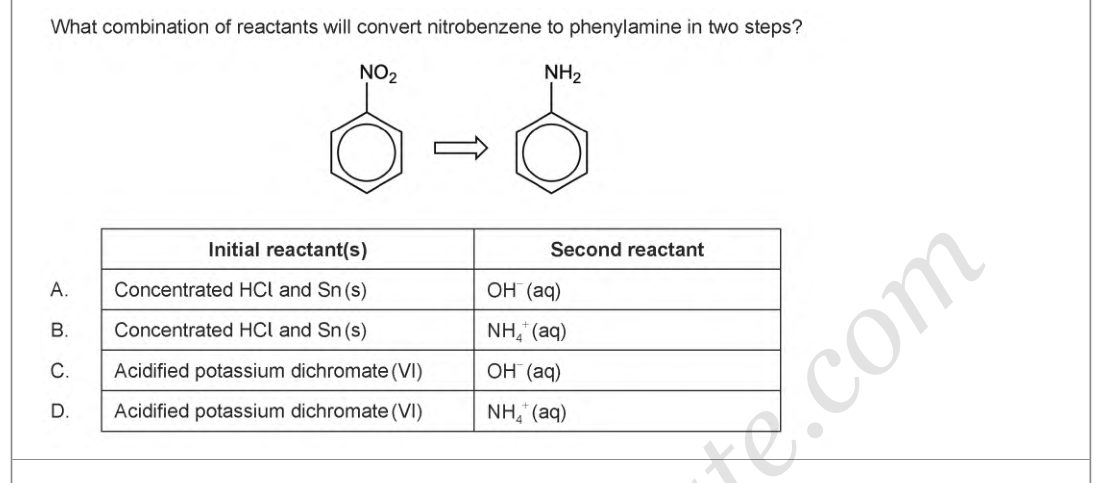 What combination of reactants will convert nitrobenzene to phenylamine in two steps?
NO₂ NH₂
Initial reactant(s) Second reactant
A. Concentrated HCl and Sn (s) OH⁻ (aq)
B. Concentrated HCl and Sn (s) NH₄⁺ (aq)
C. Acidified potassium dichromate (VI) OH⁻ (aq)
D. Acidified potassium dichromate (VI) NH₄⁺ (aq)
te.com